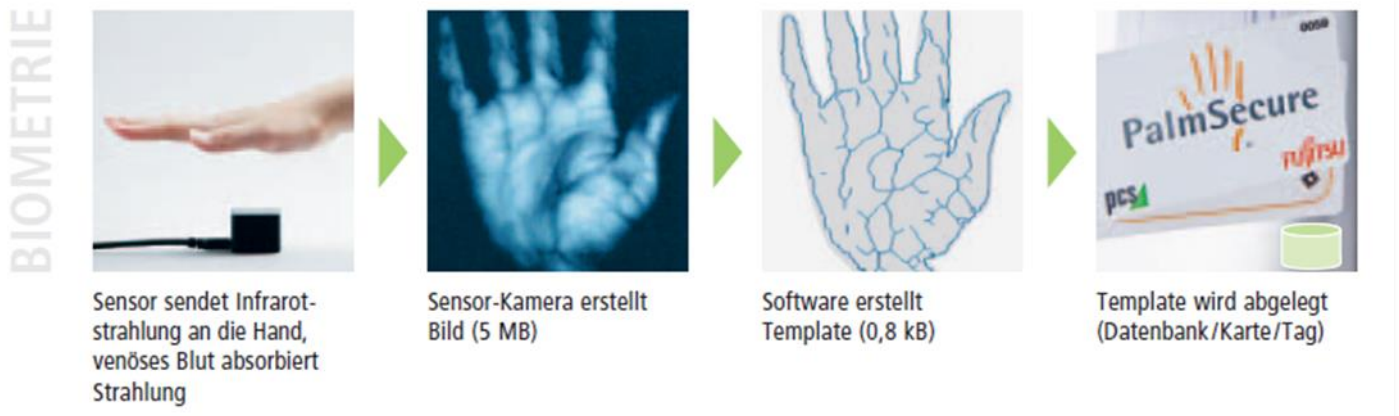 BIOMETRIE
0059
PalmSecure
FUJITSU
pcs
Sensor sendet Infrarot-
strahlung an die Hand,
venöses Blut absorbiert
Strahlung
Sensor-Kamera erstellt
Bild (5 MB)
Software erstellt
Template (0,8 kB)
Template wird abgelegt
(Datenbank/Karte/Tag)